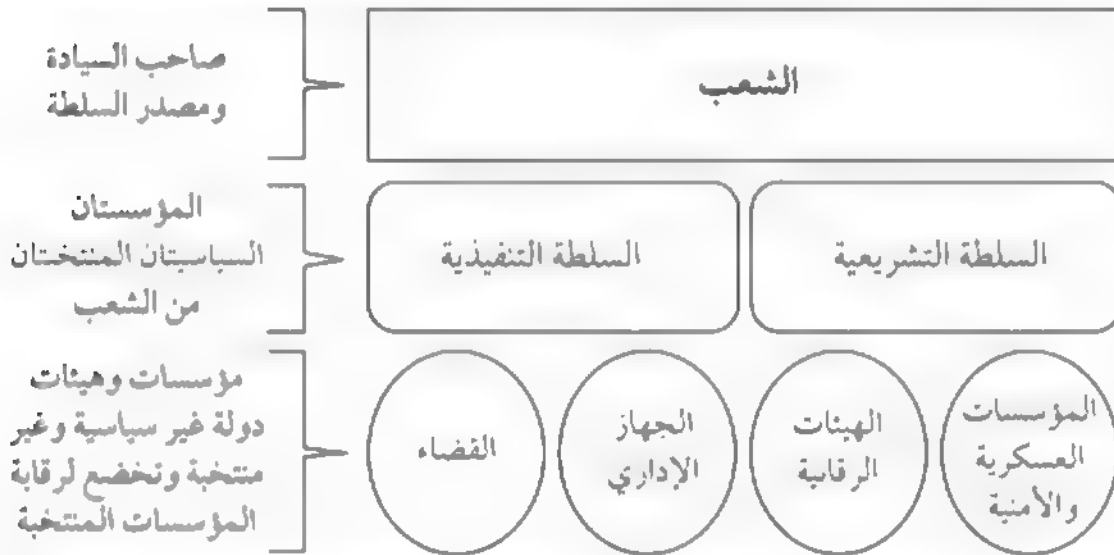 صاحب السيادة
ومصدر السلطة
الشعب
المؤسستان
السياسيتان المنتخبتان
من الشعب
السلطة التشريعية
السلطة التنفيذية
مؤسسات وهيئات
دولة غير سياسية وغير
منتخبة وتخضع لرقابة
المؤسسات المنتخبة
المؤسسات
العسكرية
والأمنية
الهيئات
الرقابية
الجهاز
الإداري
القضاء